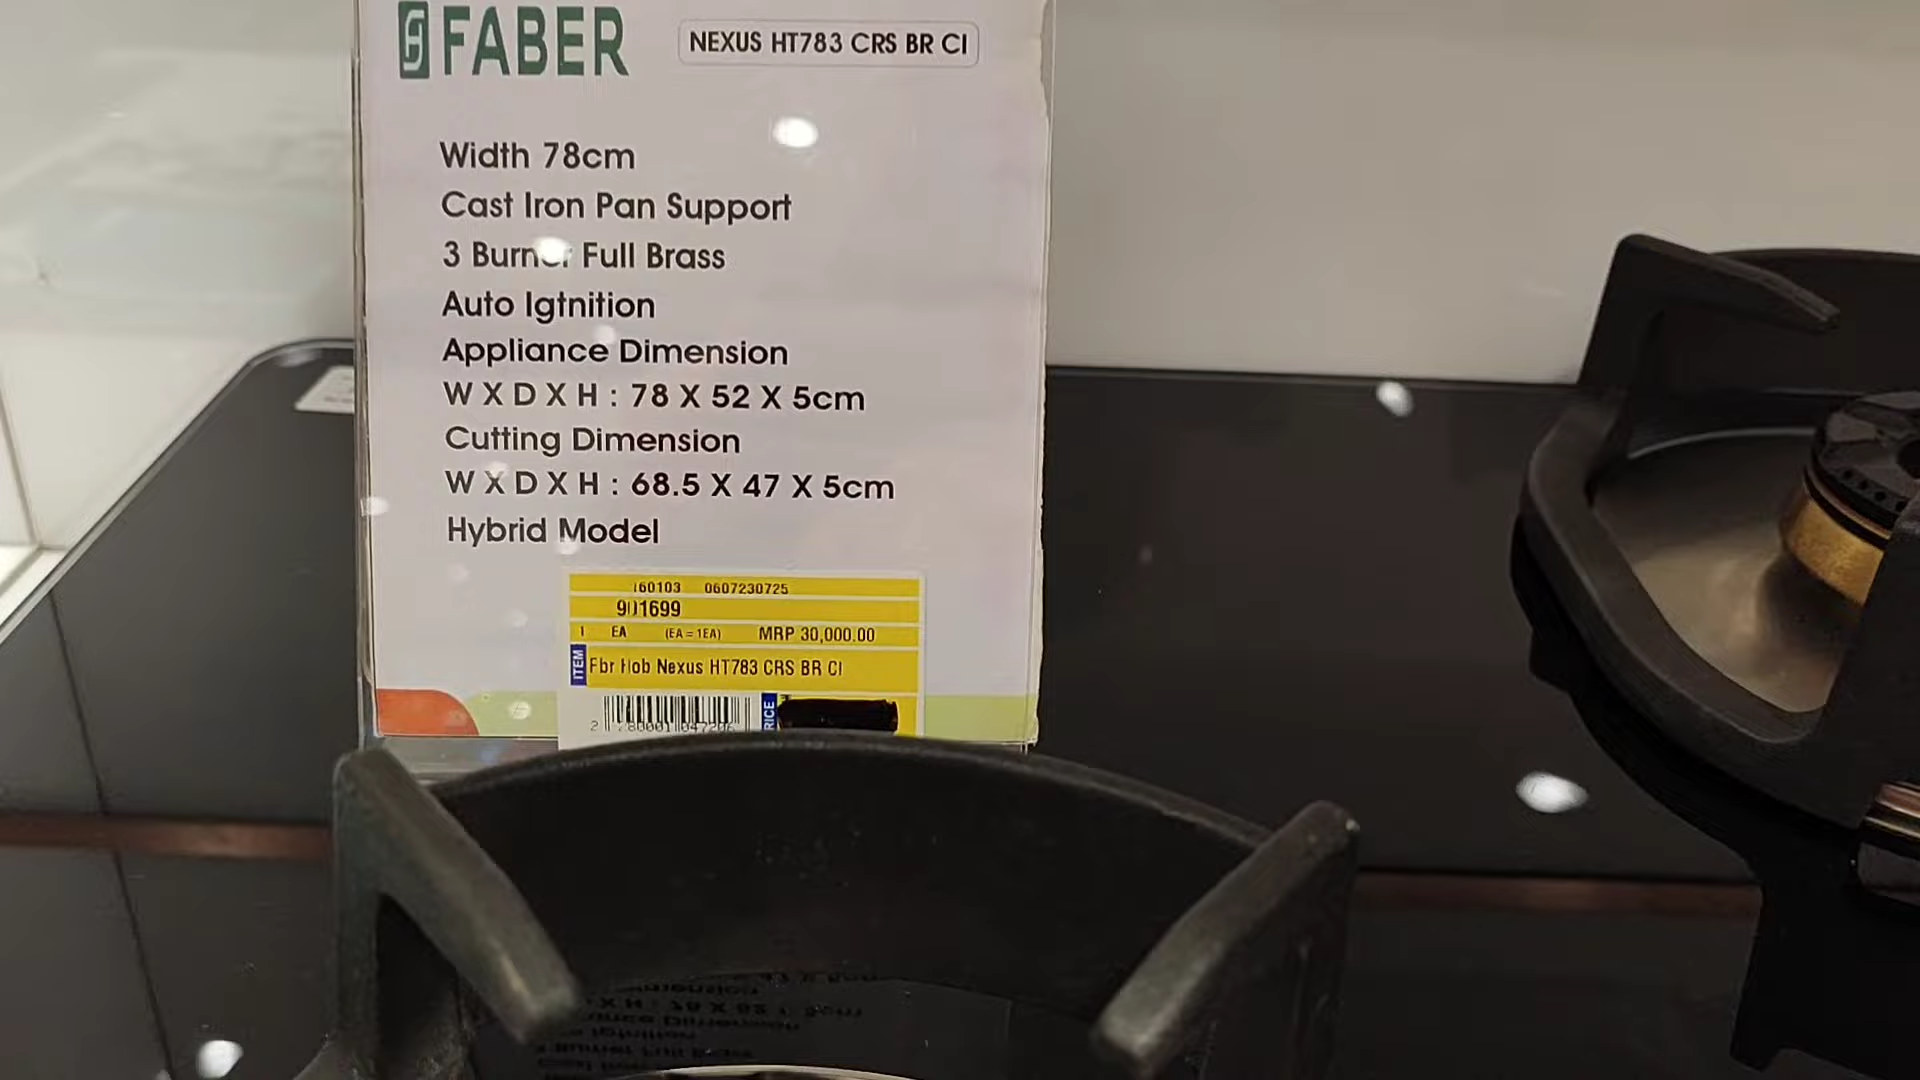 FABER
NEXUS HT783 CRS BR CI
Width 78cm
Cast Iron Pan Support
3 Burner Full Brass
Auto Igtnition
Appliance Dimension
W X D X H : 78 X 52 X 5cm
Cutting Dimension
W X D X H : 68.5 X 47 X 5cm
Hybrid Model
160103 0607230725
901699
1 EA (EA = 1EA) MRP 30,000.00
ITEM
Fbr Hob Nexus HT783 CRS BR CI